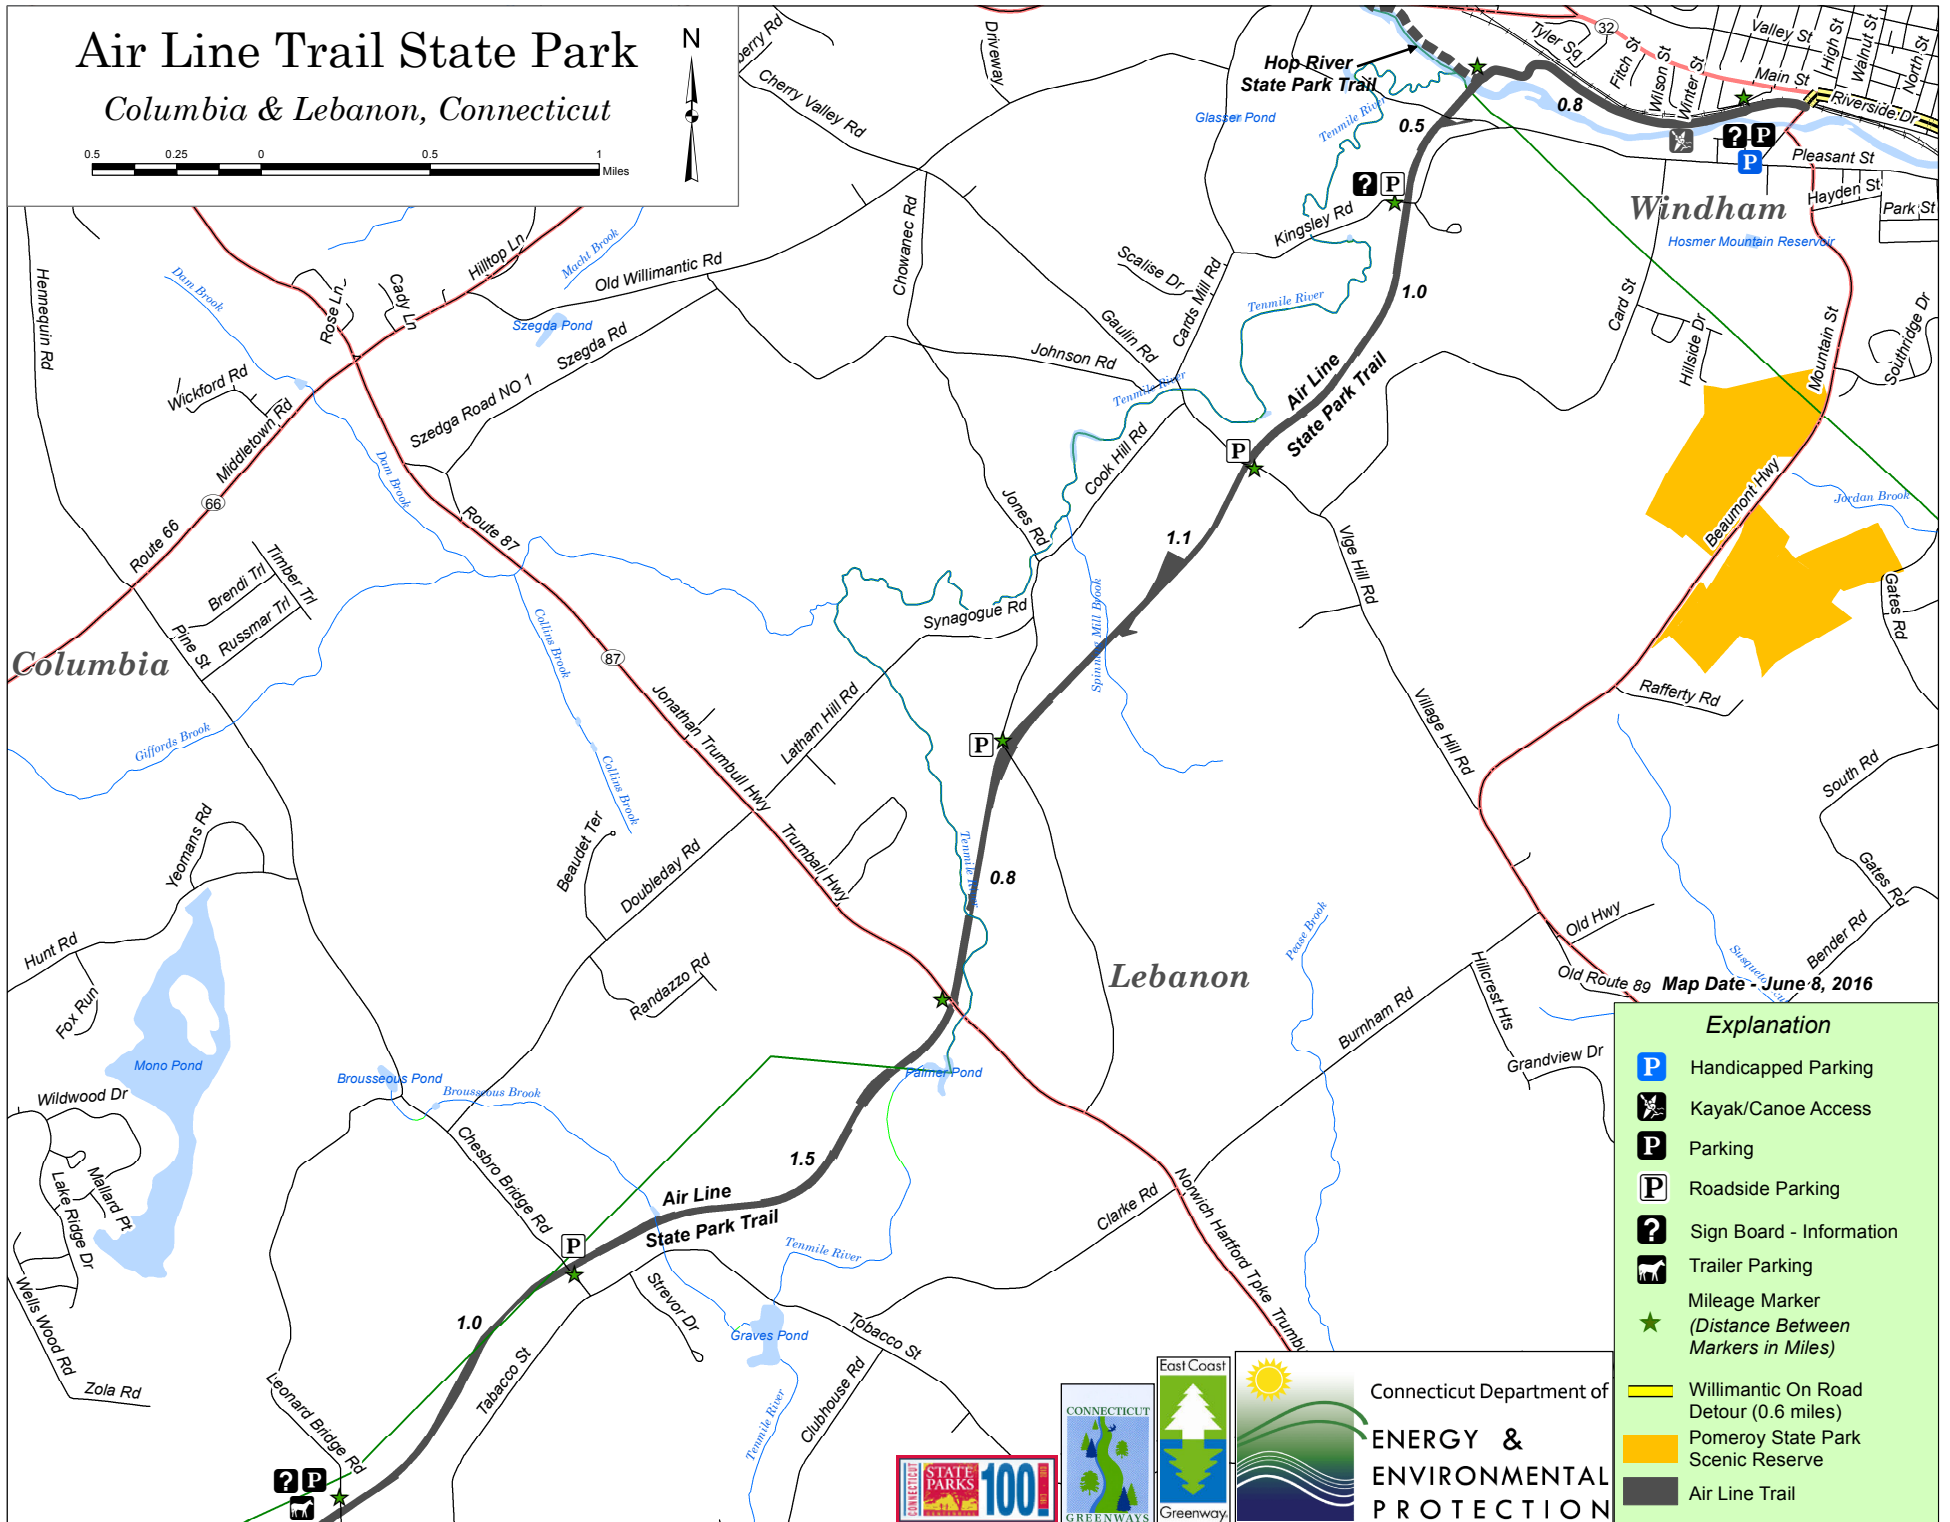 Air Line Trail State Park
Columbia & Lebanon, Connecticut
0.5 0.25 0 0.5 1
Miles
N
Cherry Valley Rd
Driveway
Hop River
State Park Trail
32
Tyler Sq
Fitch St
Wilson St
Winter St
Valley St
High St
Walnut St
North St
Main St
Riverside Dr
0.8
0.5
Glasser Pond
Tenmile River
? P
P
Pleasant St
Hayden St
Park St
Windham
Hosmer Mountain Reservoir
? P
Kingsley Rd
Scalise Dr
Cards Mill Rd
Tenmile River
1.0
Card St
Hillside Dr
Mountain St
Southridge Dr
Hennequin Rd
Dam Brook
Rose Ln
Cady Ln
Hilltop Ln
Macht Brook
Old Willimantic Rd
Chowanec Rd
Szegda Pond
Szegda Rd
Gaulin Rd
Johnson Rd
Tenmile River
Air Line
State Park Trail
Wickford Rd
Middletown Rd
Szedga Road NO 1
Dam Brook
66
Route 66
Route 87
Cook Hill Rd
P
Jones Rd
1.1
Vlge Hill Rd
Beaumont Hwy
Jordan Brook
Gates Rd
Brendi Trl
Timber Trl
Russmar Trl
Pine St
Collins Brook
Synagogue Rd
Spinning Mill Brook
Columbia
87
Giffords Brook
Jonathan Trumbull Hwy
Latham Hill Rd
P
Collins Brook
Village Hill Rd
Rafferty Rd
South Rd
Yeomans Rd
Beaudet Ter
Doubleday Rd
Trumball Hwy
Tenmile River
0.8
Gates Rd
Bender Rd
Hunt Rd
Fox Run
Randazzo Rd
Lebanon
Pease Brook
Old Hwy
Hillcrest Hts
Old Route 89
Map Date - June 8, 2016
Burnham Rd
Grandview Dr
Mono Pond
Wildwood Dr
Brousseous Pond
Brousseous Brook
Palmer Pond
Mallard Pt
Lake Ridge Dr
Chesbro Bridge Rd
1.5
Air Line
State Park Trail
Clarke Rd
Norwich Hartford Tpke
P
Tenmile River
Strevor Dr
Wells Wood Rd
1.0
Graves Pond
Tobacco St
Zola Rd
Leonard Bridge Rd
Tabacco St
Clubhouse Rd
Tenmile River
? P
Explanation
P Handicapped Parking
Kayak/Canoe Access
P Parking
P Roadside Parking
? Sign Board - Information
Trailer Parking
Mileage Marker
(Distance Between
Markers in Miles)
Willimantic On Road
Detour (0.6 miles)
Pomeroy State Park
Scenic Reserve
Air Line Trail
CONNECTICUT
STATE
PARKS
100
CONNECTICUT
GREENWAYS
East Coast
Greenway
Connecticut Department of
ENERGY &
ENVIRONMENTAL
PROTECTION